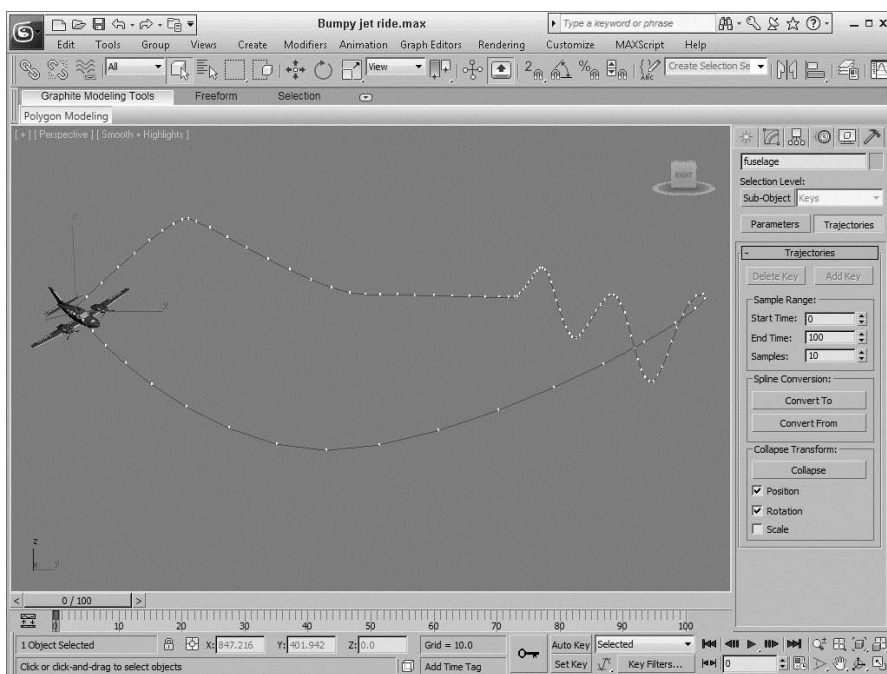 Bumpy jet ride.max
Type a keyword or phrase
Edit Tools Group Views Create Modifiers Animation Graph Editors Rendering Customize MAXScript Help
All
View
2
%
ABC
Create Selection Se
Graphite Modeling Tools Freeform Selection
Polygon Modeling
[ + ] [ Perspective ] [ Smooth + Highlights ]
RIGHT
z
y
z
x y
fuselage
Selection Level:
Sub-Object Keys
Parameters Trajectories
- Trajectories
Delete Key Add Key
Sample Range:
Start Time: 0
End Time: 100
Samples: 10
Spline Conversion:
Convert To
Convert From
Collapse Transform:
Collapse
Position
Rotation
Scale
< 0 / 100 >
0 10 20 30 40 50 60 70 80 90 100
1 Object Selected X: 847.216 Y: 401.942 Z: 0.0 Grid = 10.0 Auto Key Selected
Click or click-and-drag to select objects Add Time Tag Set Key Key Filters... 0